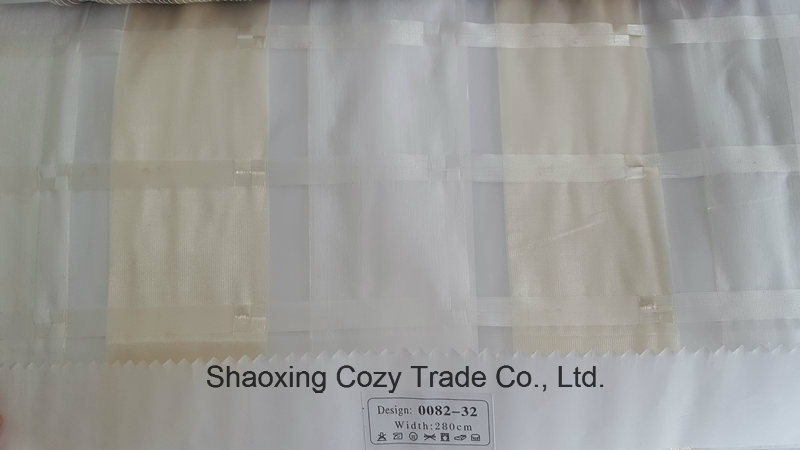 Shaoxing Cozy Trade Co., Ltd.
Design: 0082-32
Width:280cm